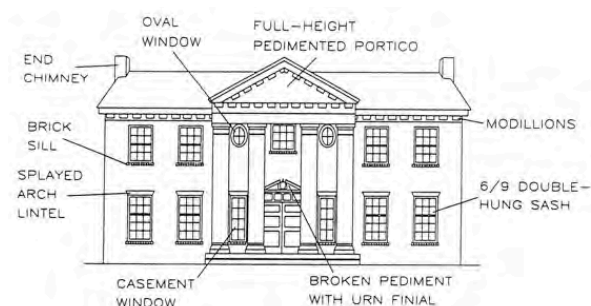 OVAL
WINDOW
FULL-HEIGHT
PEDIMENTED PORTICO
END
CHIMNEY
BRICK
SILL
MODILLIONS
SPLAYED
ARCH
LINTEL
6/9 DOUBLE-
HUNG SASH
CASEMENT
WINDOW
BROKEN PEDIMENT
WITH URN FINIAL